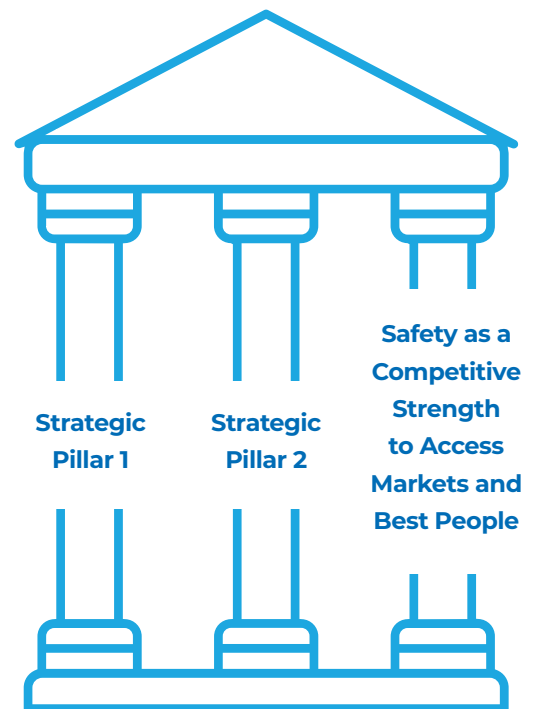 Strategic
Pillar 1
Strategic
Pillar 2
Safety as a
Competitive
Strength
to Access
Markets and
Best People